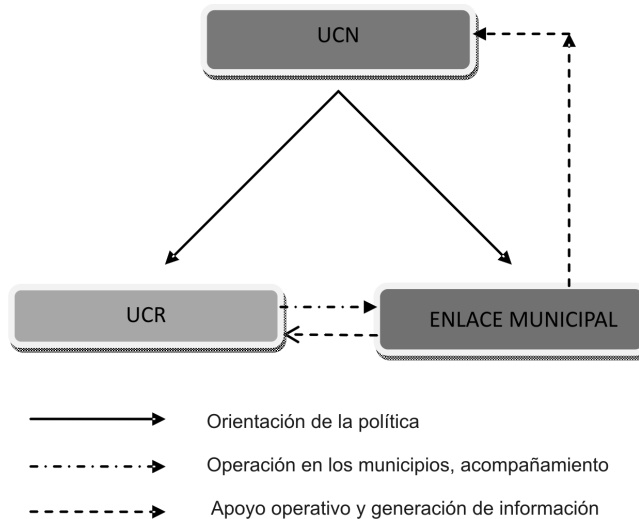 UCN
UCR
ENLACE MUNICIPAL
Orientación de la política
Operación en los municipios, acompañamiento
Apoyo operativo y generación de información